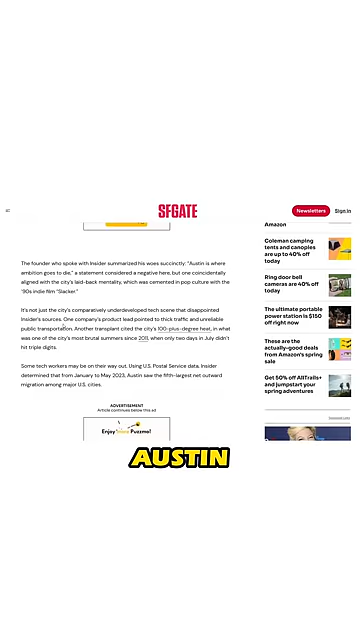 SFGATE
Newsletters
Sign In
The founder who spoke with Insider summarized his woes succinctly: "Austin is where
ambition goes to die," a statement considered a negative here, but one coincidentally
aligned with the city's laid-back mentality, which was cemented in pop culture with the
'90s indie film "Slacker."
It's not just the city's comparatively underdeveloped tech scene that disappointed
Insider's sources. One company's product lead pointed to thick traffic and unreliable
public transportation. Another transplant cited the city's 100-plus-degree heat, in what
was one of the city's most brutal summers since 2011, when only two days in July didn't
hit triple digits.
Some tech workers may be on their way out. Using U.S. Postal Service data, Insider
determined that from January to May 2023, Austin saw the fifth-largest net outward
migration among major U.S. cities.
ADVERTISEMENT
Article continues below this ad
Enjoy Puzmo!
Amazon
Coleman camping
tents and canopies
are up to 40% off
today
Ring door bell
cameras are 40% off
today
The ultimate portable
power station is $150
off right now
These are the
actually-good deals
from Amazon's spring
sale
Get 50% off AllTrails+
and jumpstart your
spring adventures
AUSTIN